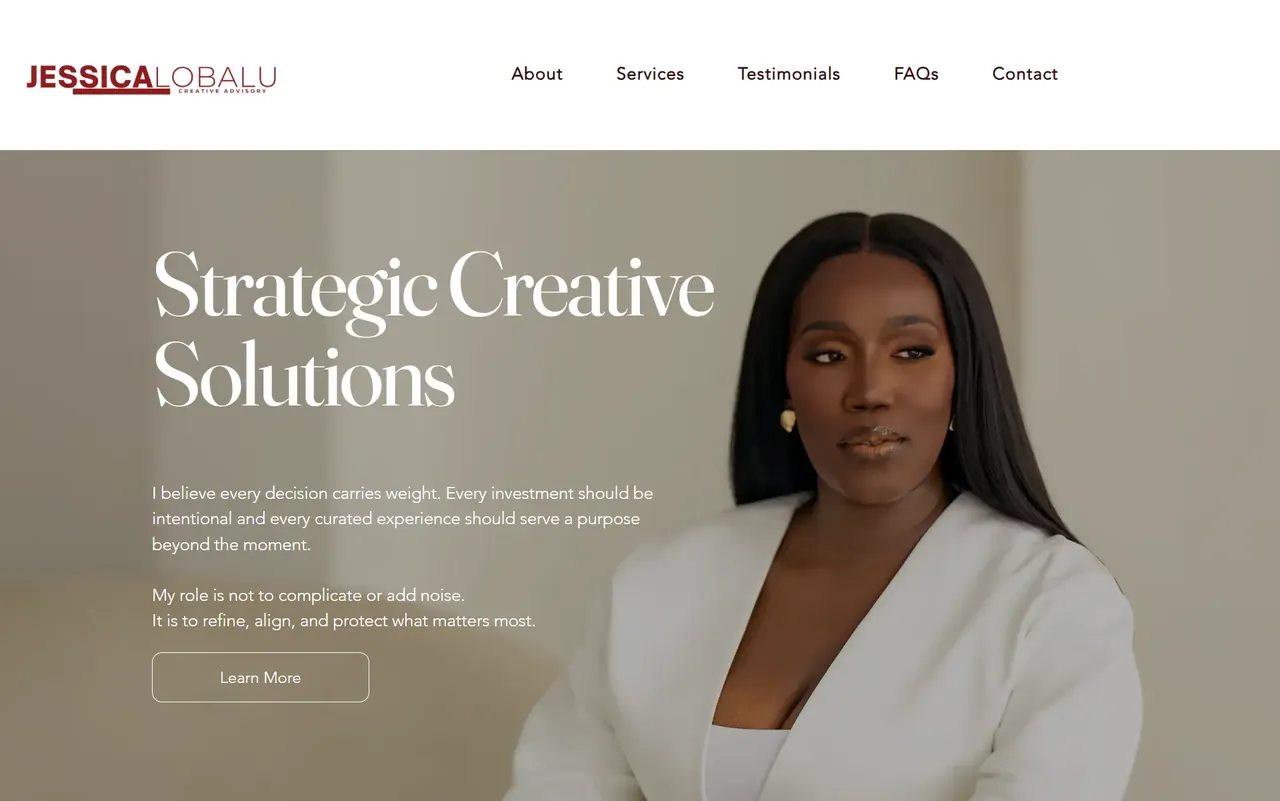 JESSICALOBALU
CREATIVE ADVISORY
About
Services
Testimonials
FAQs
Contact
Strategic Creative
Solutions
I believe every decision carries weight. Every investment should be
intentional and every curated experience should serve a purpose
beyond the moment.
My role is not to complicate or add noise.
It is to refine, align, and protect what matters most.
Learn More